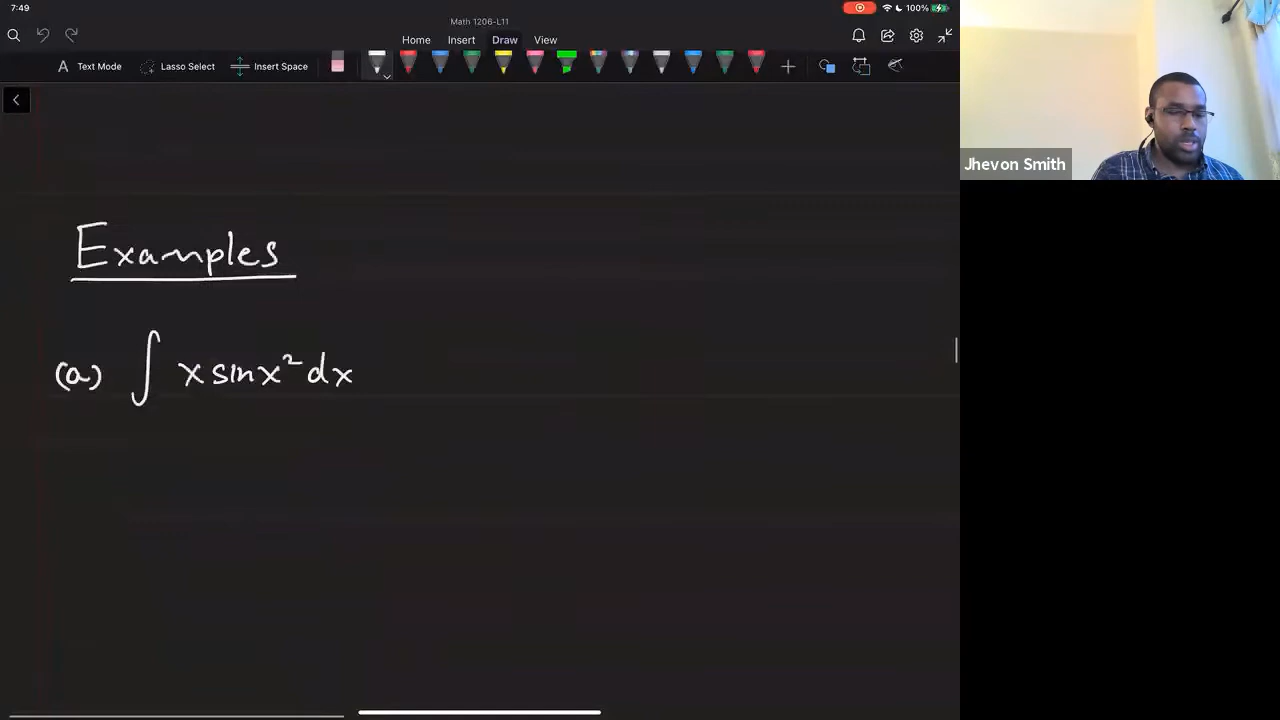 7:49
100%
Math 1206-L11
Home Insert Draw View
Text Mode Lasso Select Insert Space
Jhevon Smith
Examples
(a) ∫ x sin x² dx